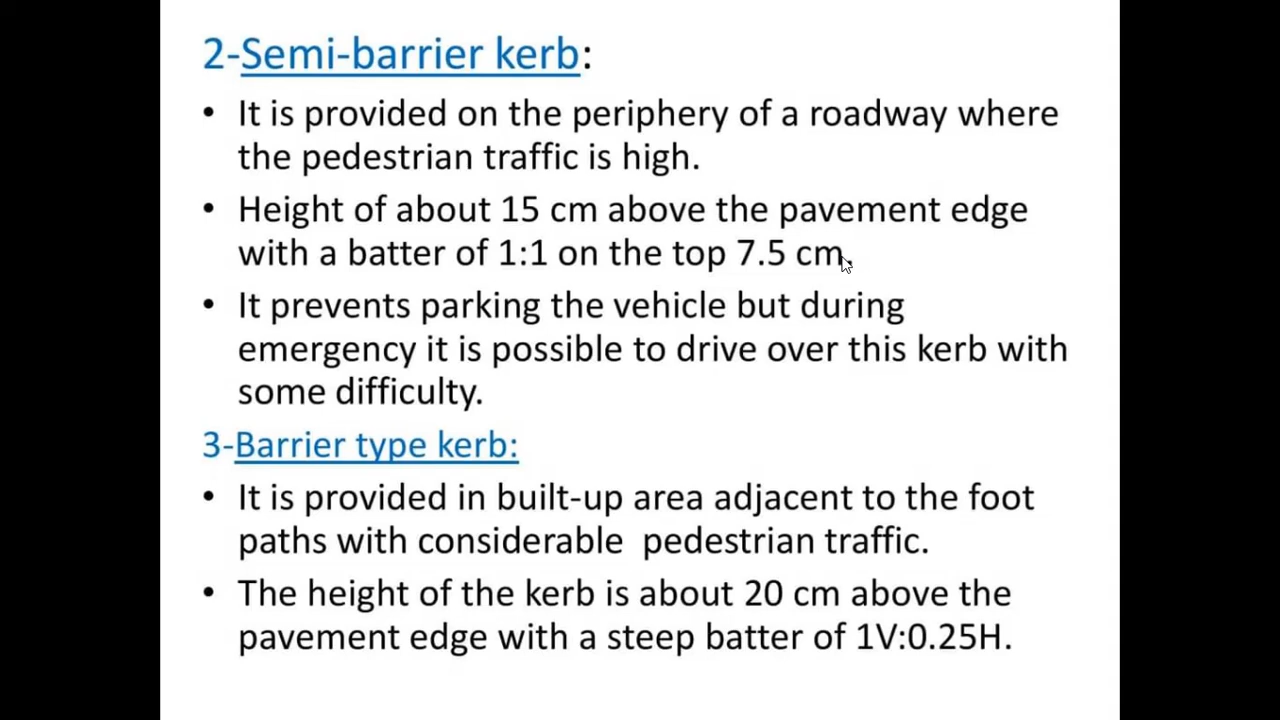 2-Semi-barrier kerb:
• It is provided on the periphery of a roadway where
the pedestrian traffic is high.
• Height of about 15 cm above the pavement edge
with a batter of 1:1 on the top 7.5 cm.
• It prevents parking the vehicle but during
emergency it is possible to drive over this kerb with
some difficulty.
3-Barrier type kerb:
• It is provided in built-up area adjacent to the foot
paths with considerable  pedestrian traffic.
• The height of the kerb is about 20 cm above the
pavement edge with a steep batter of 1V:0.25H.